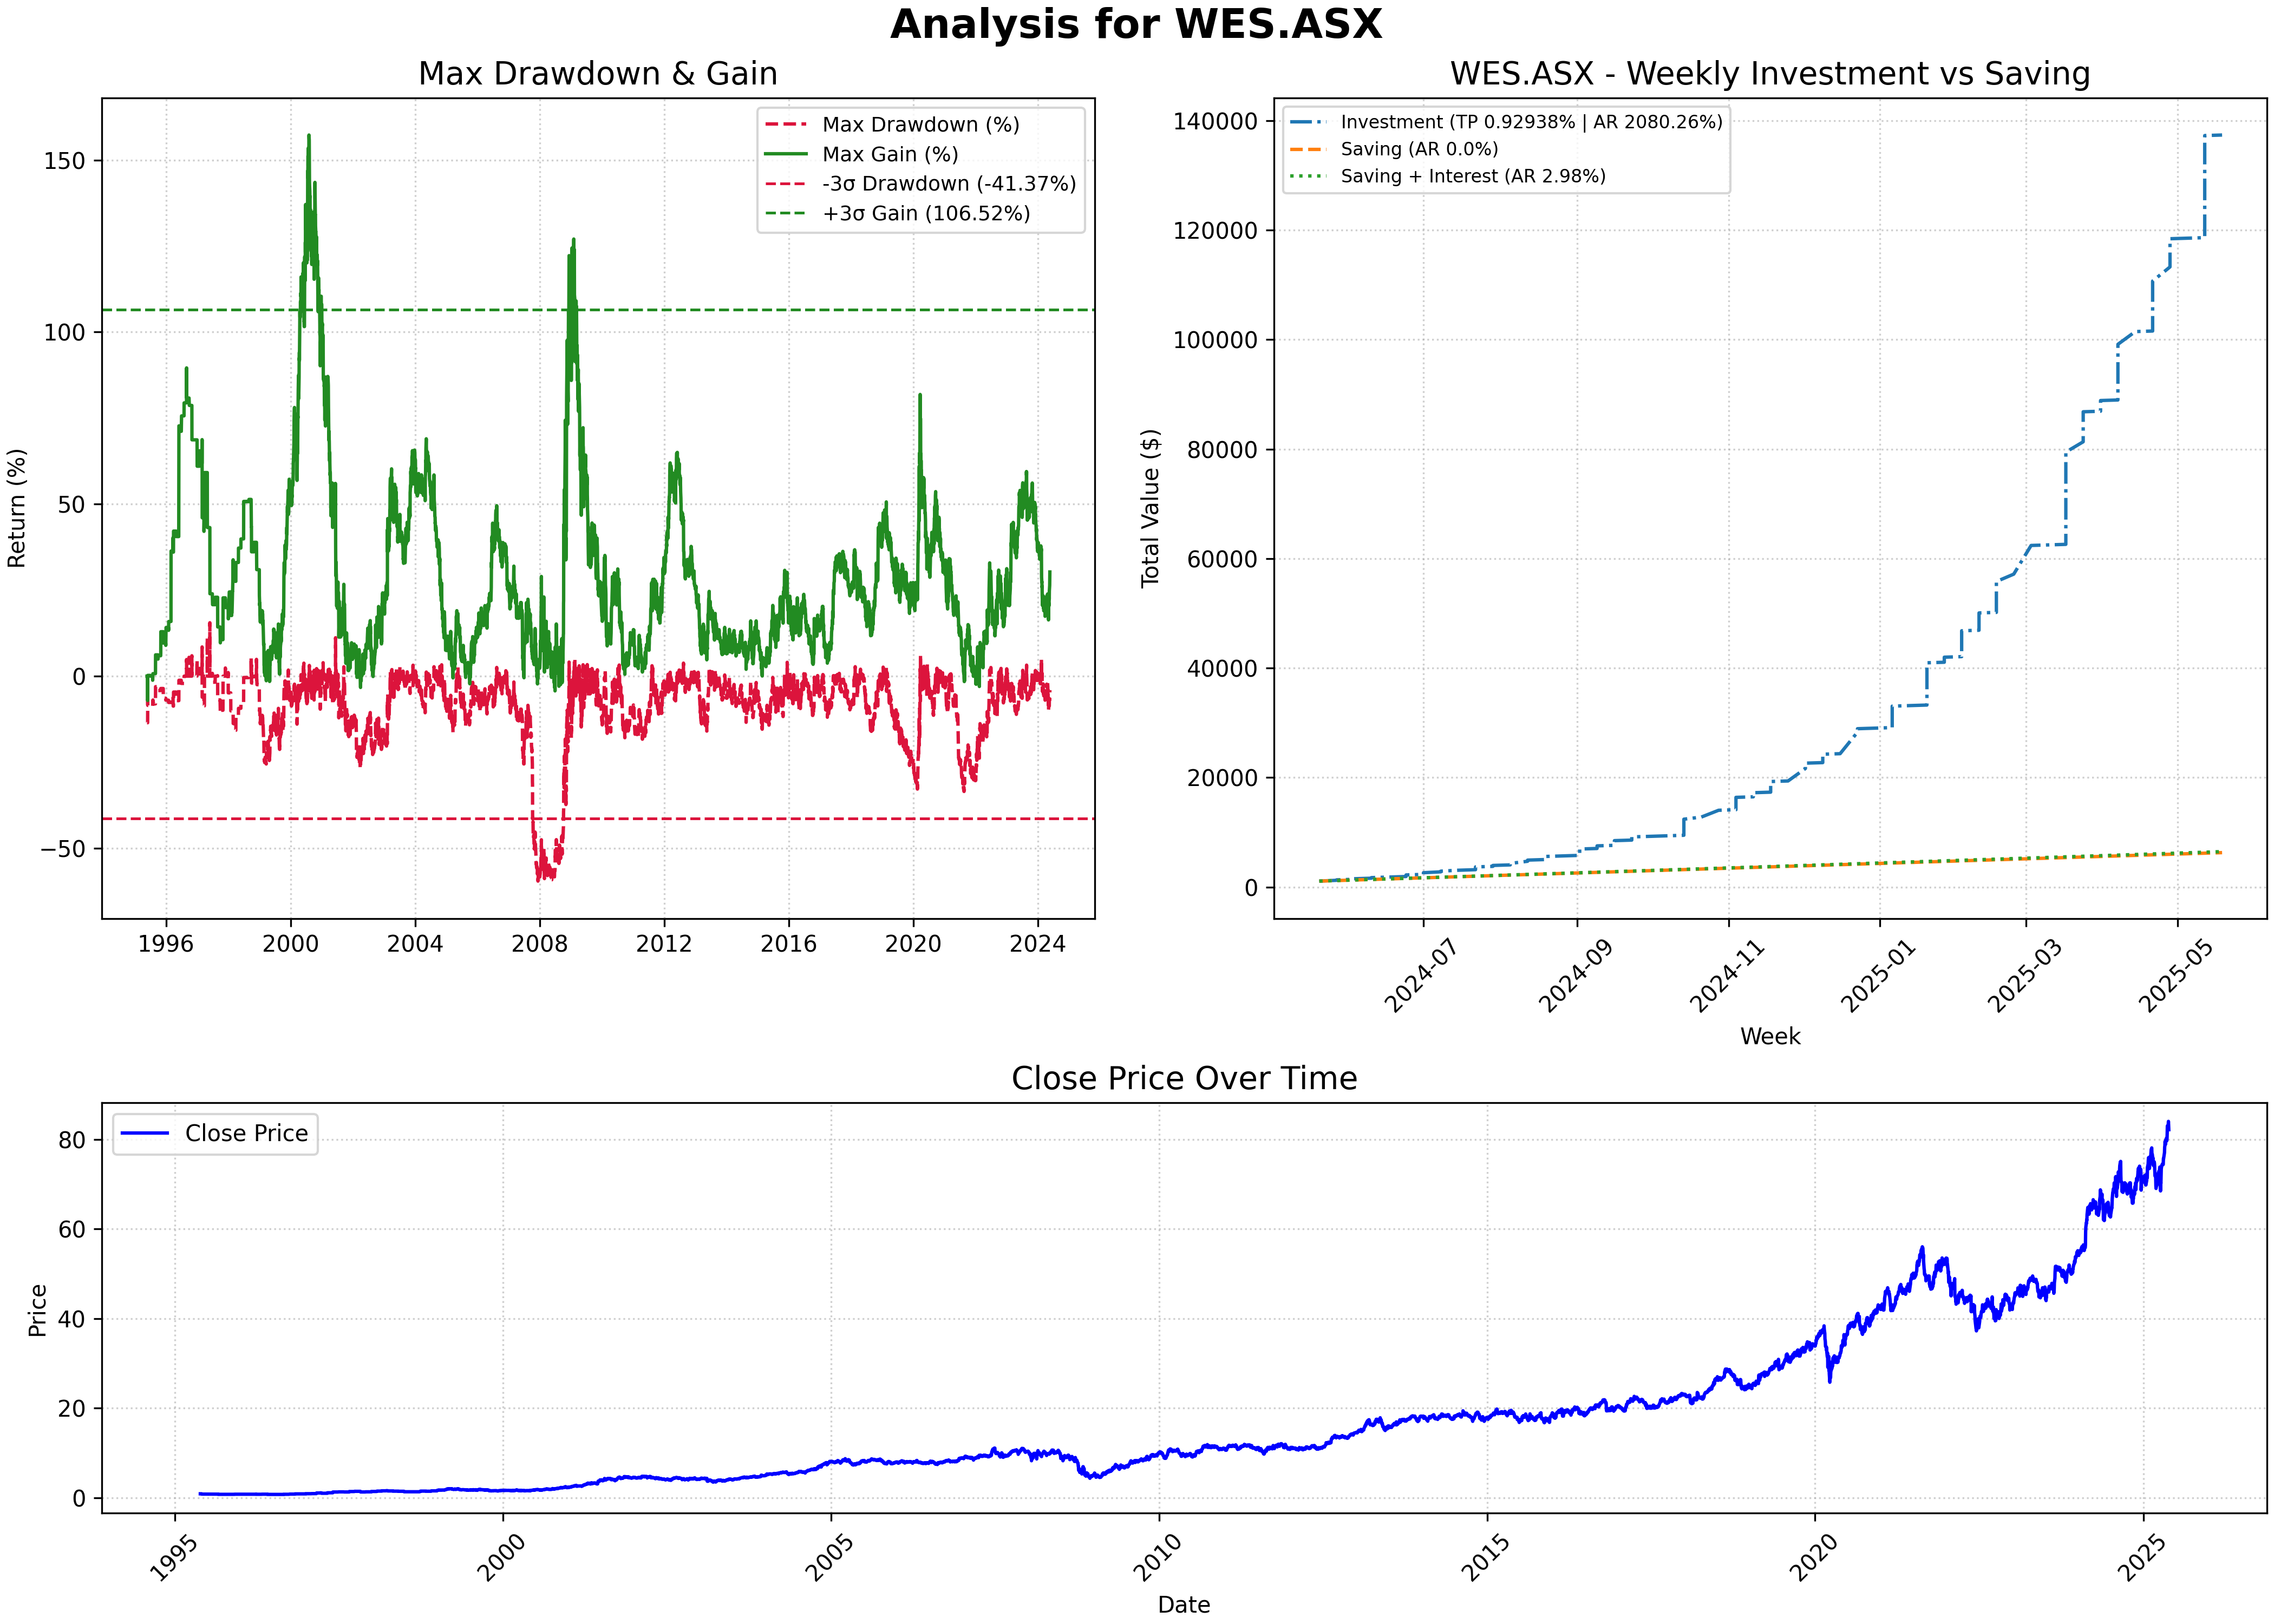 Analysis for WES.ASX
Max Drawdown & Gain
Max Drawdown (%)
Max Gain (%)
-3σ Drawdown (-41.37%)
+3σ Gain (106.52%)
Return (%)
150
100
50
0
−50
1996
2000
2004
2008
2012
2016
2020
2024
WES.ASX - Weekly Investment vs Saving
Investment (TP 0.92938% | AR 2080.26%)
Saving (AR 0.0%)
Saving + Interest (AR 2.98%)
Total Value ($)
140000
120000
100000
80000
60000
40000
20000
0
2024-07
2024-09
2024-11
2025-01
2025-03
2025-05
Week
Close Price Over Time
Close Price
Price
80
60
40
20
0
1995
2000
2005
2010
2015
2020
2025
Date